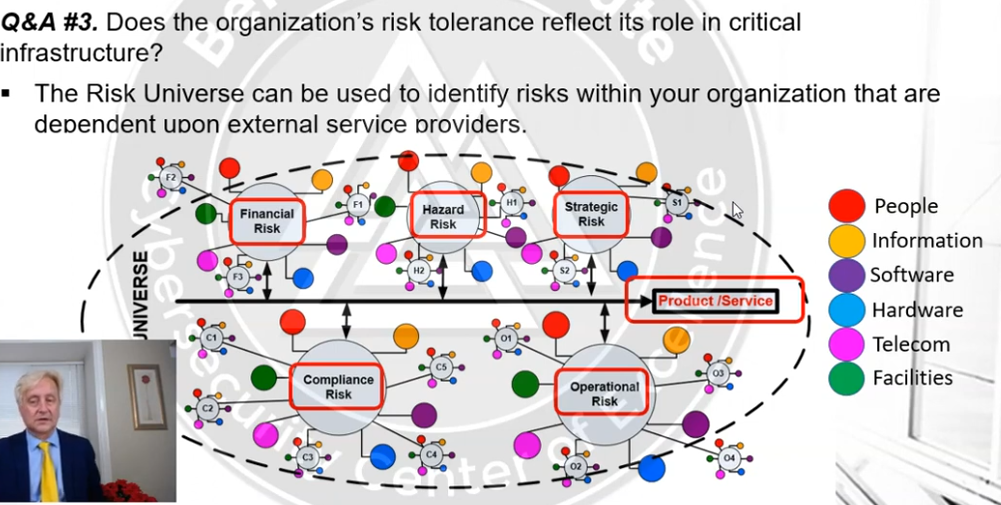 Q&A #3. Does the organization's risk tolerance reflect its role in critical
infrastructure?
▪ The Risk Universe can be used to identify risks within your organization that are
dependent upon external service providers.
F2
F1
Financial
Risk
F3
Hazard
Risk
H1
H2
Strategic
Risk
S1
S2
UNIVERSE
Product /Service
C1
C2
C3
C4
C5
Compliance
Risk
O1
Operational
Risk
O2
O3
O4
People
Information
Software
Hardware
Telecom
Facilities
Cybersecurity Center of